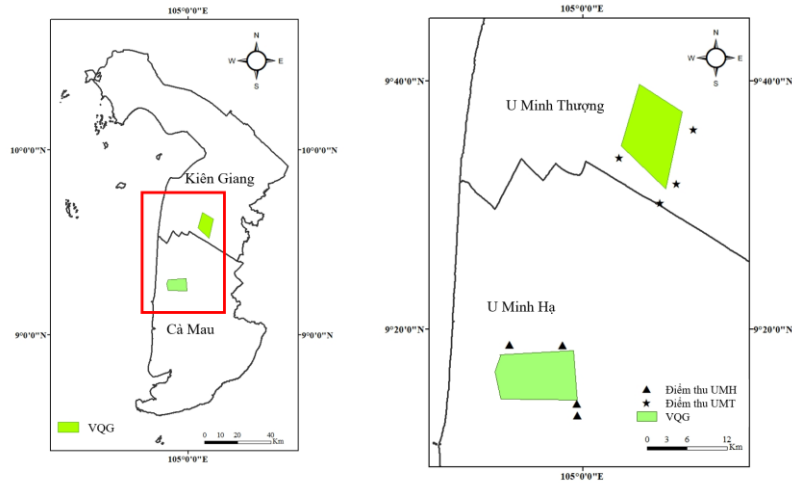 105°0'0"E
N
W
E
S
10°0'0"N
10°0'0"N
Kiên Giang
9°0'0"N
9°0'0"N
Cà Mau
VQG
0 10 20 40
Km
105°0'0"E
105°0'0"E
N
W
E
S
9°40'0"N
9°40'0"N
U Minh Thượng
U Minh Hạ
9°20'0"N
9°20'0"N
Điểm thu UMH
Điểm thu UMT
VQG
0 3 6 12
Km
105°0'0"E